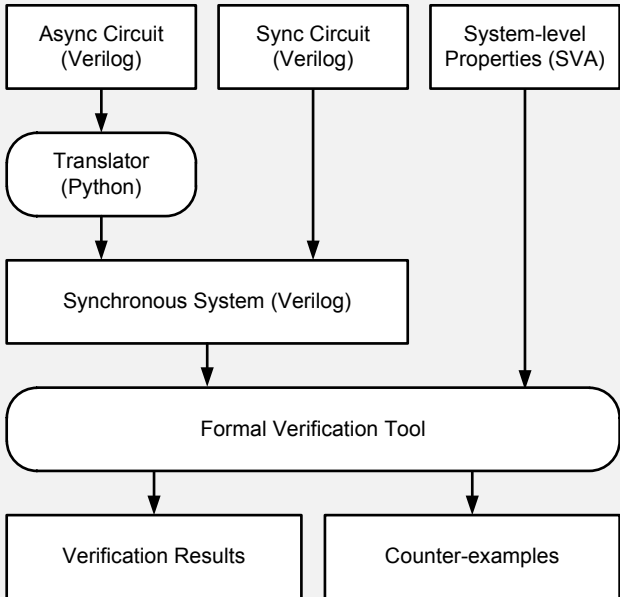 Async Circuit
(Verilog)
Sync Circuit
(Verilog)
System-level
Properties (SVA)
Translator
(Python)
Synchronous System (Verilog)
Formal Verification Tool
Verification Results
Counter-examples